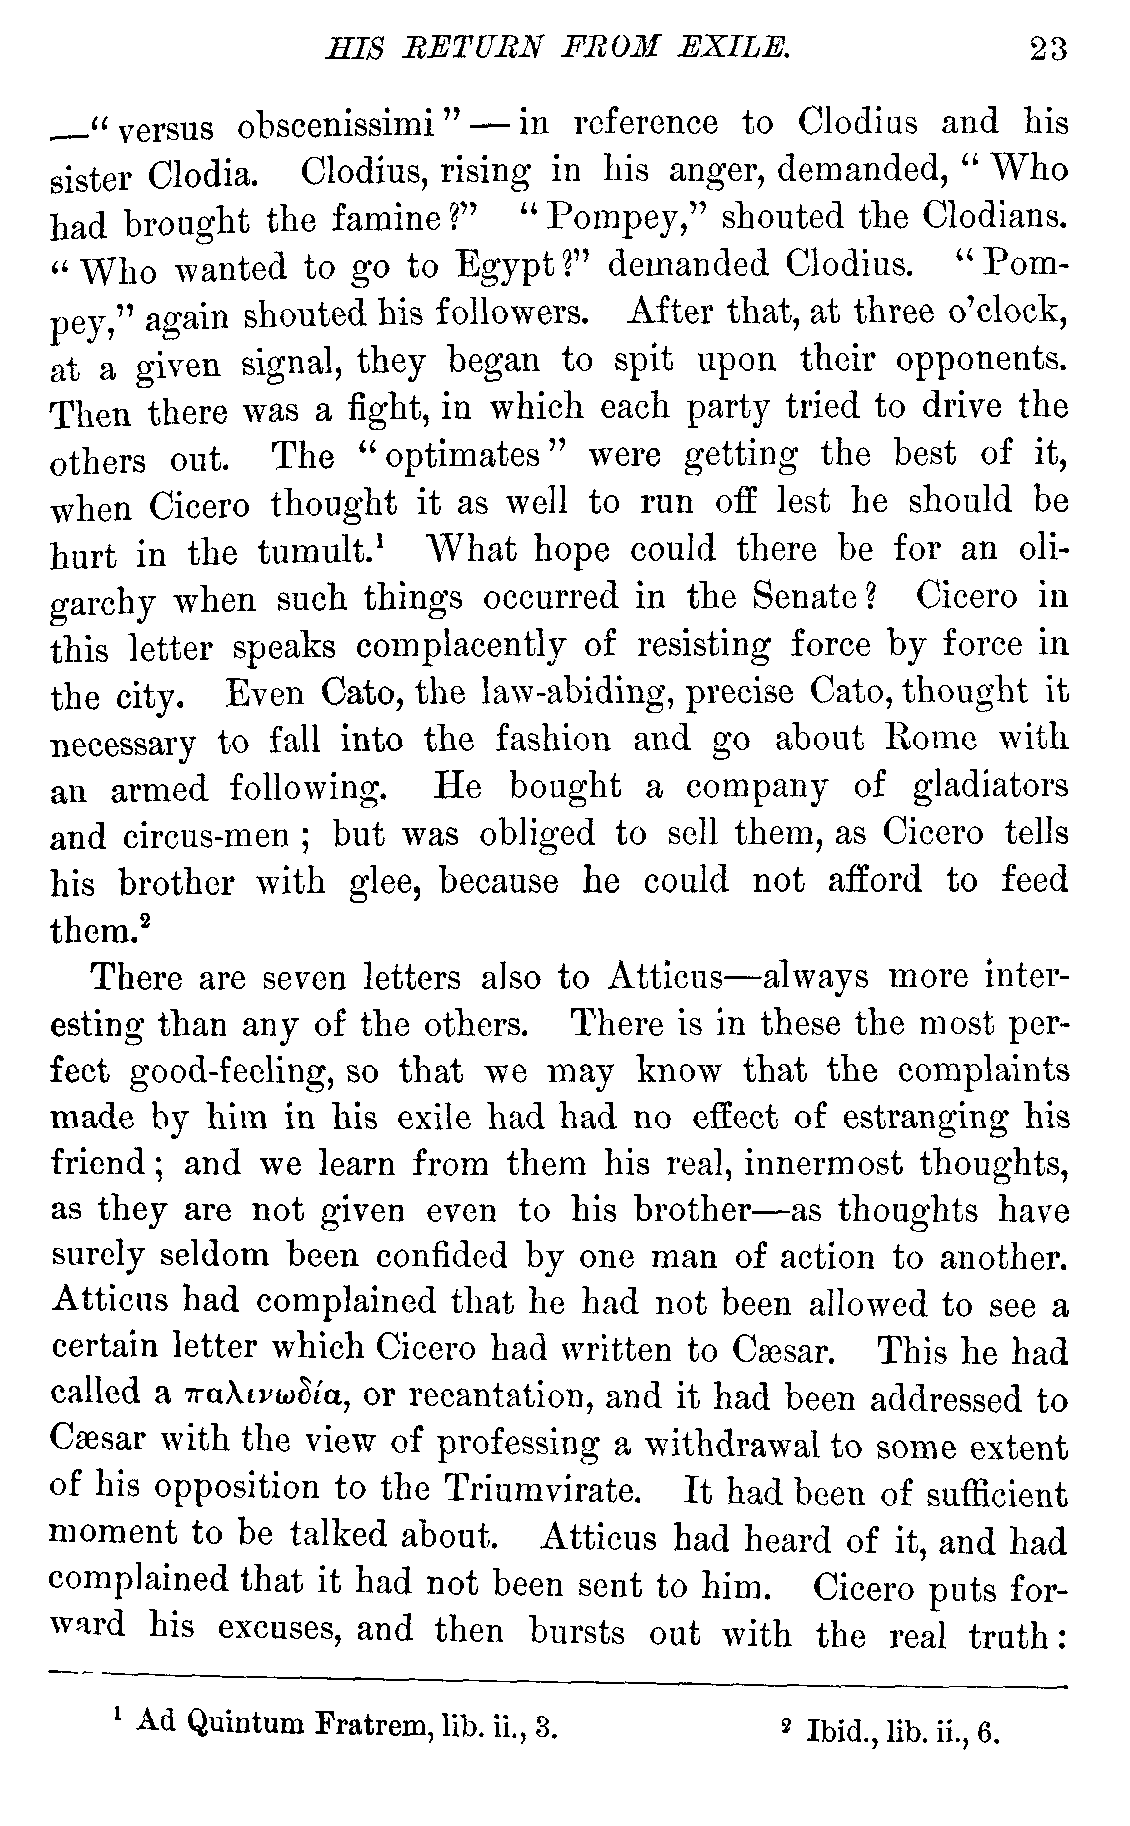 HIS RETURN FROM EXILE. 23
—“versus obscenissimi”—in reference to Clodius and his
sister Clodia. Clodius, rising in his anger, demanded, “Who
had brought the famine?” “Pompey,” shouted the Clodians.
“Who wanted to go to Egypt?” demanded Clodius. “Pom-
pey,” again shouted his followers. After that, at three o’clock,
at a given signal, they began to spit upon their opponents.
Then there was a fight, in which each party tried to drive the
others out. The “optimates” were getting the best of it,
when Cicero thought it as well to run off lest he should be
hurt in the tumult.¹ What hope could there be for an oli-
garchy when such things occurred in the Senate? Cicero in
this letter speaks complacently of resisting force by force in
the city. Even Cato, the law-abiding, precise Cato, thought it
necessary to fall into the fashion and go about Rome with
an armed following. He bought a company of gladiators
and circus-men; but was obliged to sell them, as Cicero tells
his brother with glee, because he could not afford to feed
them.²
There are seven letters also to Atticus—always more inter-
esting than any of the others. There is in these the most per-
fect good-feeling, so that we may know that the complaints
made by him in his exile had had no effect of estranging his
friend; and we learn from them his real, innermost thoughts,
as they are not given even to his brother—as thoughts have
surely seldom been confided by one man of action to another.
Atticus had complained that he had not been allowed to see a
certain letter which Cicero had written to Cæsar. This he had
called a παλινωδία, or recantation, and it had been addressed to
Cæsar with the view of professing a withdrawal to some extent
of his opposition to the Triumvirate. It had been of sufficient
moment to be talked about. Atticus had heard of it, and had
complained that it had not been sent to him. Cicero puts for-
ward his excuses, and then bursts out with the real truth:
¹ Ad Quintum Fratrem, lib. ii., 3. ² Ibid., lib. ii., 6.